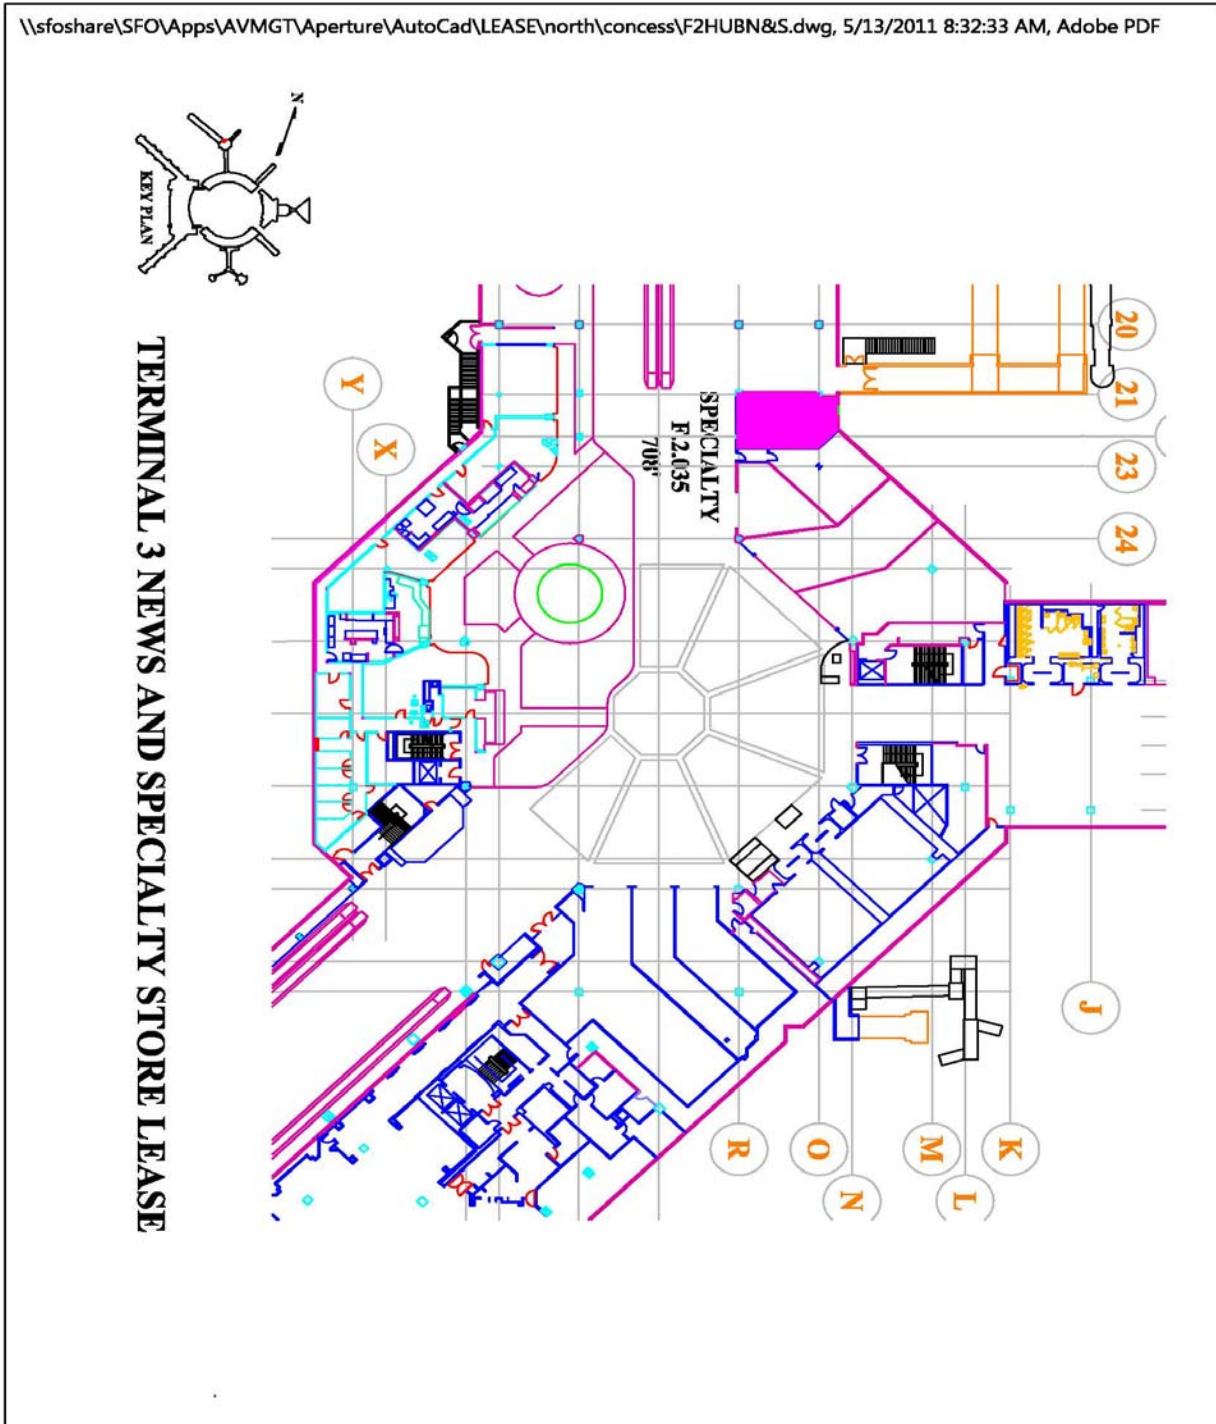 \\sfoshare\SFO\Apps\AVMGT\Aperture\AutoCad\LEASE\north\concess\F2HUBN&S.dwg, 5/13/2011 8:32:33 AM, Adobe PDF
N
KEY PLAN
TERMINAL 3 NEWS AND SPECIALTY STORE LEASE
SPECIALTY
F.2.035
708'
20
21
23
24
Y
X
J
K
L
M
N
O
R